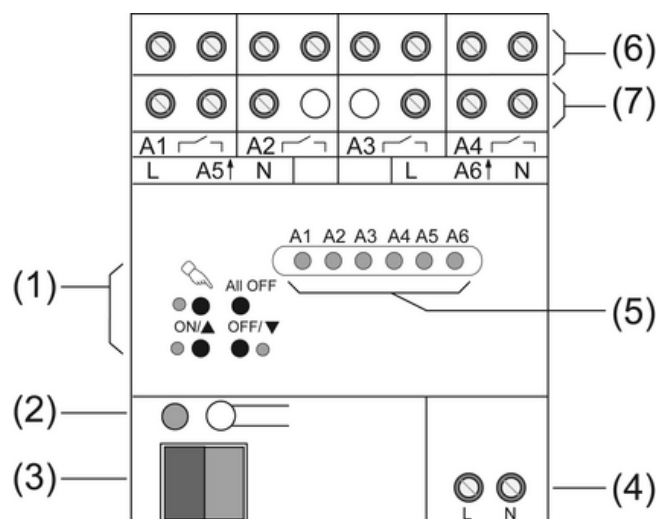 (6)
(7)
A1 A2 A3 A4
L A5 N L A6 N
A1 A2 A3 A4 A5 A6
(1)
All OFF
(5)
ON/▲ OFF/▼
(2)
(3)
(4)
L N